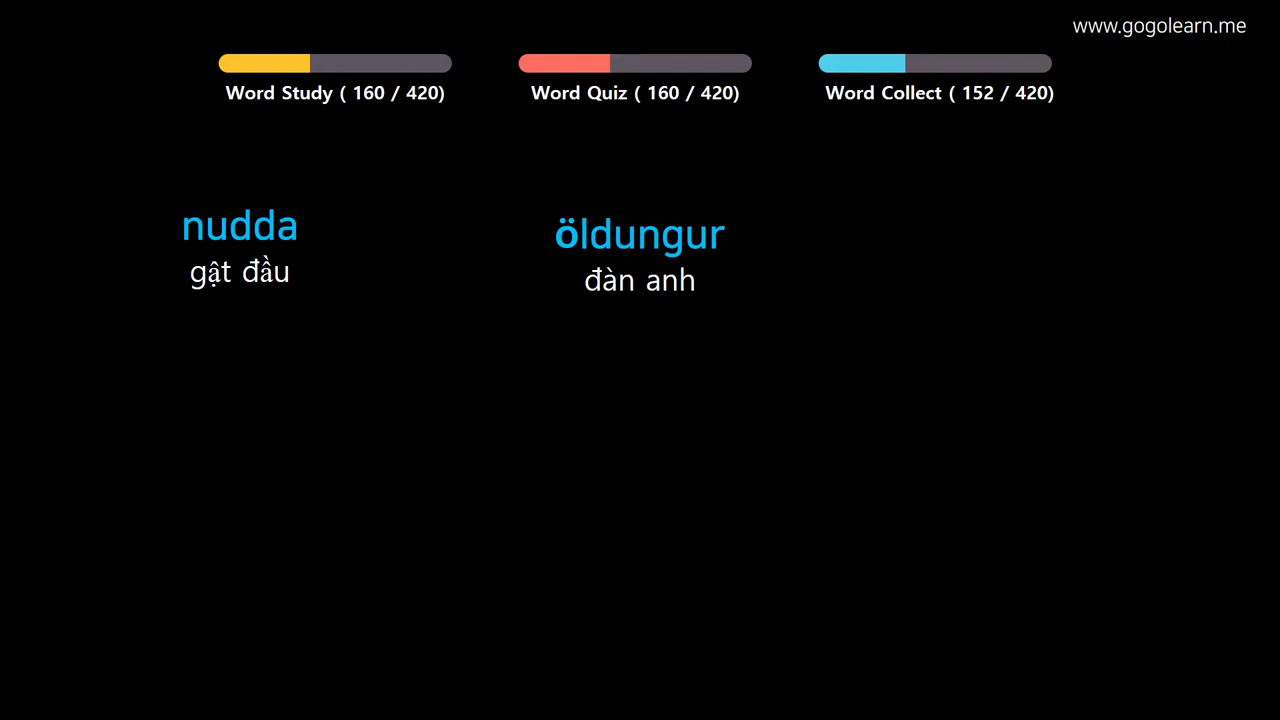 www.gogolearn.me
Word Study ( 160 / 420)
Word Quiz ( 160 / 420)
Word Collect ( 152 / 420)
nudda
gật đầu
öldungur
đàn anh